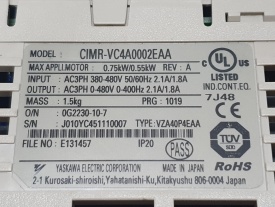 MODEL : CIMR-VC4A0002EAA
MAX APPLI.MOTOR : 0.75kW/0.55kW REV : A
INPUT : AC3PH 380-480V 50/60Hz 2.1A/1.8A
OUTPUT : AC3PH 0-480V 0-400Hz 2.1A/1.8A
MASS : 1.5kg PRG : 1019
O/N : 0G2230-10-7
S/N : J010YC451110007 TYPE: VZA40P4EAA
FILE NO : E131457 IP20
PASS
YASKAWA ELECTRIC CORPORATION
2-1 Kurosaki-shiroishi,Yahatanishi-Ku,Kitakyushu 806-0004 Japan
C UL US
LISTED
IND.CONT.EQ.
7J48
TÜV
RoHS